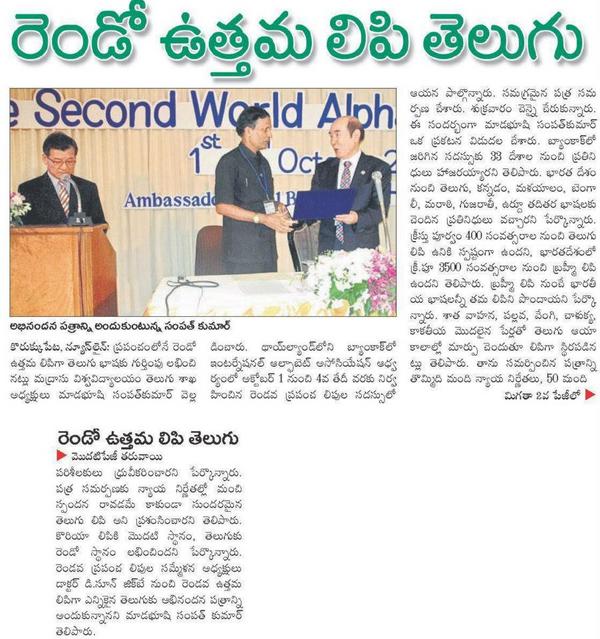 రెండో ఉత్తమ లిపి తెలుగు
e Second World Alph
1st Oct
Ambassado
అభినందన పత్రాన్ని అందుకుంటున్న సంపత్ కుమార్
కొరుక్కుపేట, న్యూస్‌లైన్: ప్రపంచంలోనే రెండో
ఉత్తమ లిపిగా తెలుగు భాషకు గుర్తింపు లభించి
నట్లు మద్రాసు విశ్వవిద్యాలయం తెలుగు శాఖ
అధ్యక్షులు మాడభూషి సంపత్‌కుమార్ వెల్ల
డించారు. థాయ్‌ల్యాండ్‌లోని బ్యాంకాక్‌లో
ఇంటర్నేషనల్ ఆల్ఫాబెట్ అసోసియేషన్ ఆధ్వ
ర్యంలో అక్టోబర్ 1 నుంచి 4వ తేదీ వరకు నిర్వ
హించిన రెండవ ప్రపంచ లిపుల సదస్సులో
ఆయన పాల్గొన్నారు. సమగ్రమైన పత్ర సమ
ర్పణ చేశారు. శుక్రవారం చెన్నై చేరుకున్నారు.
ఈ సందర్భంగా మాడభూషి సంపత్‌కుమార్
ఒక ప్రకటన విడుదల చేశారు. బ్యాంకాక్‌లో
జరిగిన సదస్సుకు 33 దేశాల నుంచి ప్రతిని
ధులు హాజరయ్యారని తెలిపారు. భారత దేశం
నుంచి తెలుగు, కన్నడం, మళయాలం, బెంగా
లీ, మరాఠి, గుజరాతీ, ఉర్దూ తదితర భాషలకు
చెందిన ప్రతినిధులు వచ్చారని పేర్కొన్నారు.
క్రీస్తు పూర్వం 400 సంవత్సరాల నుంచి తెలుగు
లిపి ఉనికి స్పష్టంగా ఉందని, భారతదేశంలో
క్రీ.పూ 3500 సంవత్సరాల నుంచి బ్రహ్మీ లిపి
ఉందని తెలిపారు. బ్రహ్మీ లిపి నుంచే భారతీ
య భాషలన్నీ తమ లిపిని పొందాయని పేర్కొ
న్నారు. శాత వాహన, పల్లవ, వేంగి, చాళుక్య,
కాకతీయ మొదలైన పేర్లతో తెలుగు ఆయా
కాలాల్లో మార్పు చెందుతూ లిపిగా స్థిరపడిన
ట్లు తెలిపారు. తాను సమర్పించిన పత్రాన్ని
తొమ్మిది మంది న్యాయ నిర్ణేతలు, 50 మంది
మిగతా 2వ పేజీలో
రెండో ఉత్తమ లిపి తెలుగు
మొదటిపేజీ తరువాయి
పరిశీలకులు ధ్రువీకరించారని పేర్కొన్నారు.
పత్ర సమర్పణకు న్యాయ నిర్ణేతల్లో మంచి
స్పందన రావడమే కాకుండా సుందరమైన
తెలుగు లిపి అని ప్రశంసించారని తెలిపారు.
కొరియా లిపికి మొదటి స్థానం, తెలుగుకు
రెండో స్థానం లభించిందని పేర్కొన్నారు.
రెండవ ప్రపంచ లిపుల సమ్మేళన అధ్యక్షులు
డాక్టర్ డి.సూన్ జిక్‌బే నుంచి రెండవ ఉత్తమ
లిపిగా ఎన్నికైన తెలుగుకు అభినందన పత్రాన్ని
అందుకున్నానని మాడభూషి సంపత్ కుమార్
తెలిపారు.